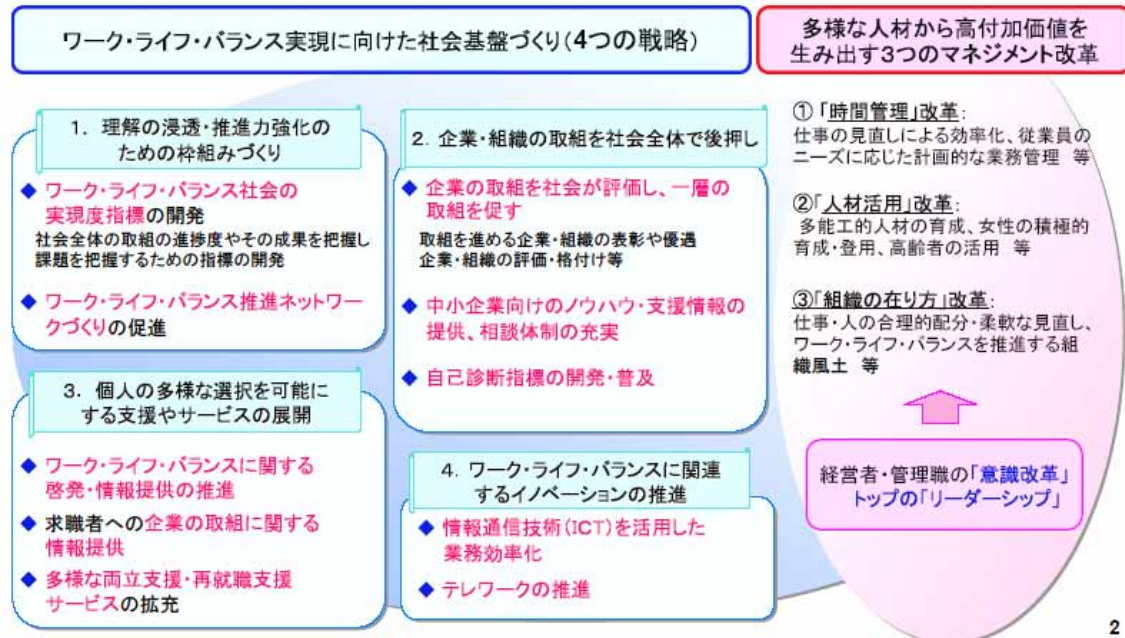 ワーク・ライフ・バランス実現に向けた社会基盤づくり(4つの戦略)
多様な人材から高付加価値を
生み出す3つのマネジメント改革
1. 理解の浸透・推進力強化の
ための枠組みづくり
◆ ワーク・ライフ・バランス社会の
実現度指標の開発
社会全体の取組の進捗度やその成果を把握し
課題を把握するための指標の開発
◆ ワーク・ライフ・バランス推進ネットワー
クづくりの促進
2. 企業・組織の取組を社会全体で後押し
◆ 企業の取組を社会が評価し、一層の
取組を促す
取組を進める企業・組織の表彰や優遇
企業・組織の評価・格付け等
◆ 中小企業向けのノウハウ・支援情報の
提供、相談体制の充実
◆ 自己診断指標の開発・普及
3. 個人の多様な選択を可能に
する支援やサービスの展開
◆ ワーク・ライフ・バランスに関する
啓発・情報提供の推進
◆ 求職者への企業の取組に関する
情報提供
◆ 多様な両立支援・再就職支援
サービスの拡充
4. ワーク・ライフ・バランスに関連
するイノベーションの推進
◆ 情報通信技術(ICT)を活用した
業務効率化
◆ テレワークの推進
①「時間管理」改革:
仕事の見直しによる効率化、従業員の
ニーズに応じた計画的な業務管理 等
②「人材活用」改革:
多能工的人材の育成、女性の積極的
育成・登用、高齢者の活用 等
③「組織の在り方」改革:
仕事・人の合理的配分・柔軟な見直し、
ワーク・ライフ・バランスを推進する組
織風土 等
経営者・管理職の「意識改革」
トップの「リーダーシップ」
2